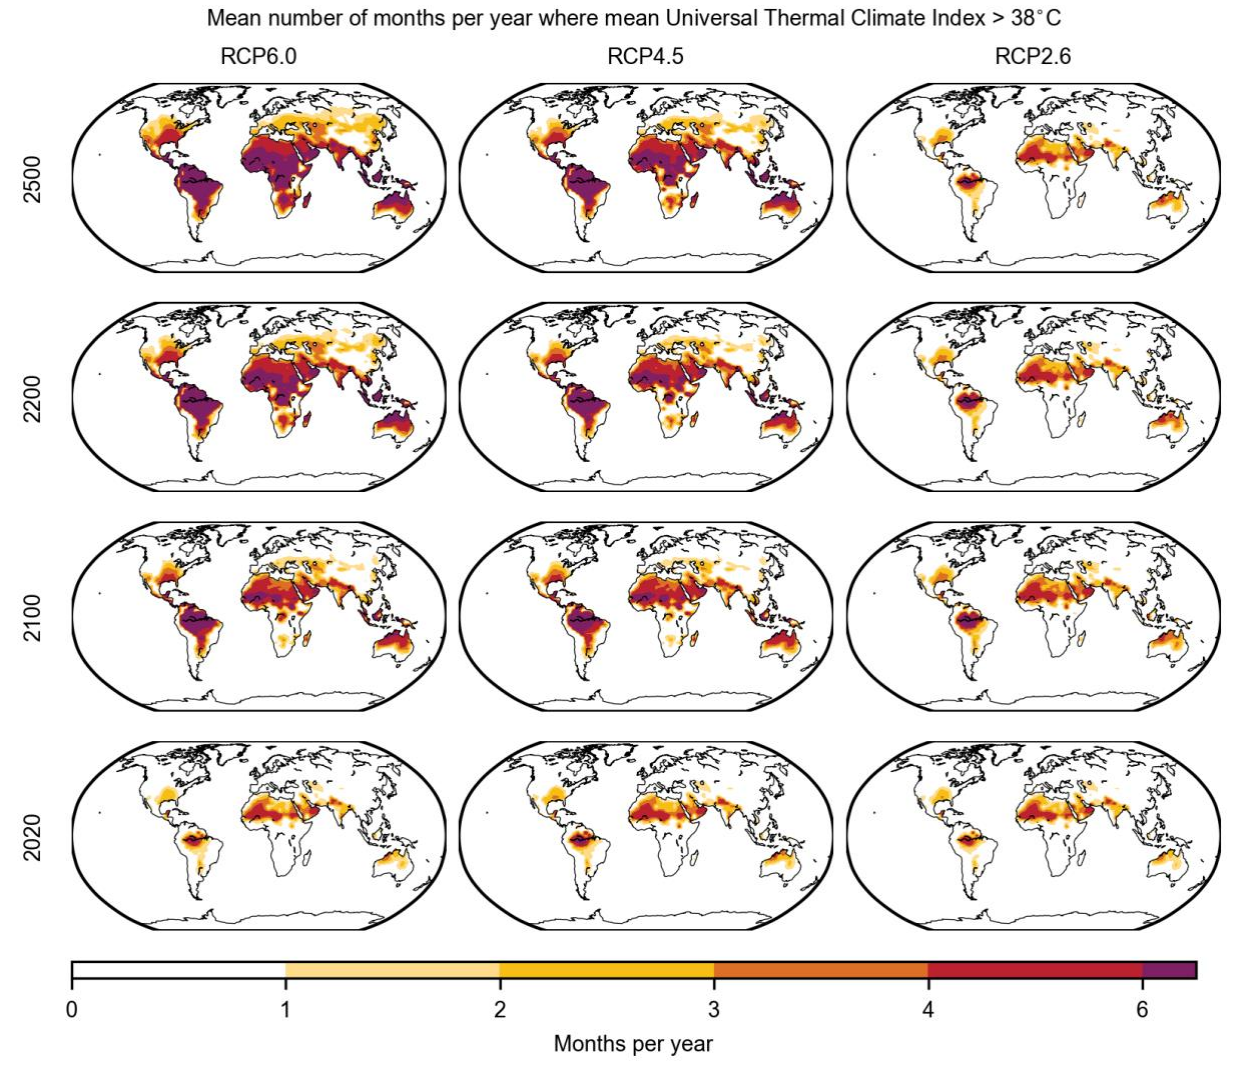 Mean number of months per year where mean Universal Thermal Climate Index > 38°C
RCP6.0 RCP4.5 RCP2.6
2500
2200
2100
2020
0 1 2 3 4 6
Months per year